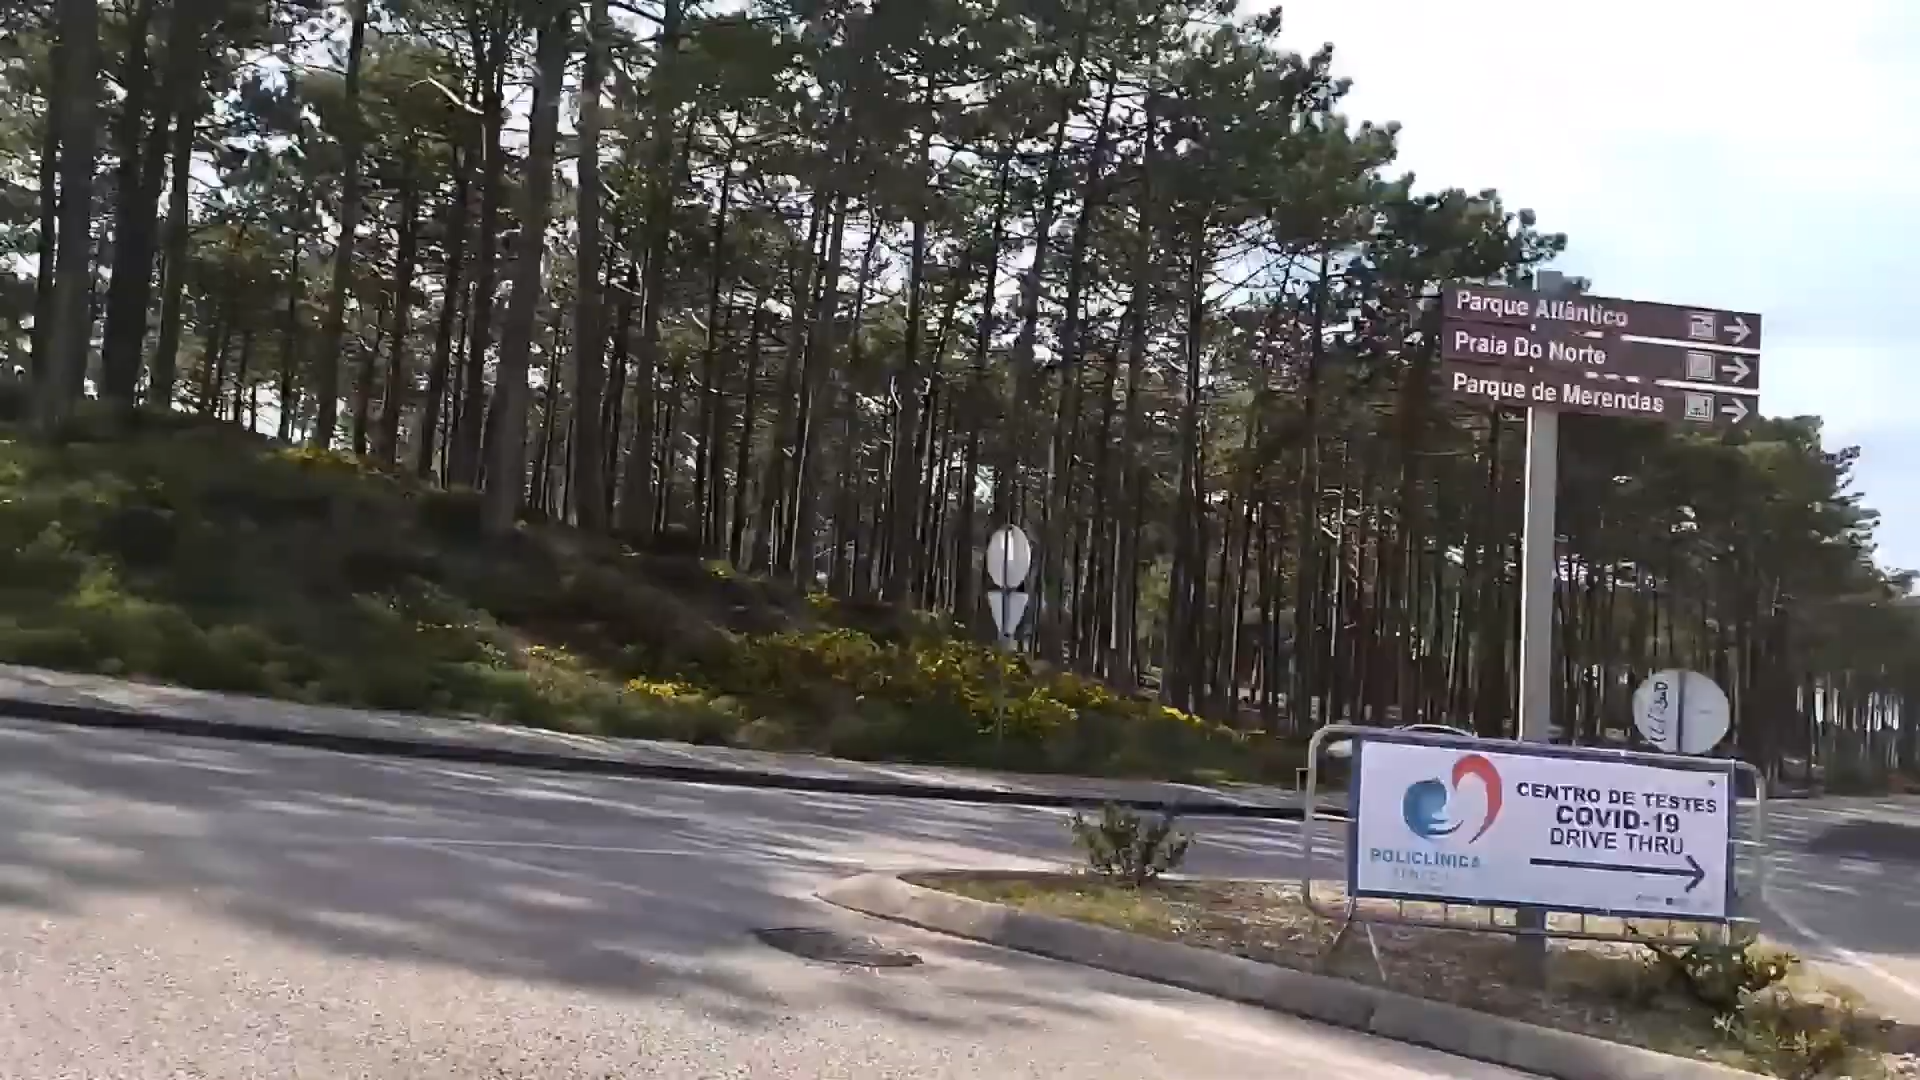 Parque Atlântico
Praia Do Norte
Parque de Merendas
CENTRO DE TESTES
COVID-19
DRIVE THRU
POLICLÍNICA